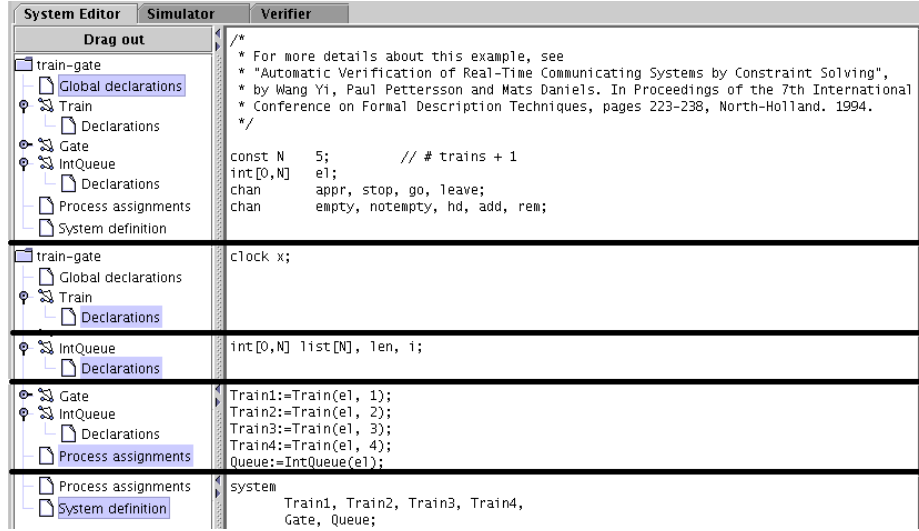 System Editor Simulator Verifier
Drag out
train-gate
Global declarations
Train
Declarations
Gate
IntQueue
Declarations
Process assignments
System definition
/*
* For more details about this example, see
* "Automatic Verification of Real-Time Communicating Systems by Constraint Solving",
* by Wang Yi, Paul Pettersson and Mats Daniels. In Proceedings of the 7th International
* Conference on Formal Description Techniques, pages 223-238, North-Holland. 1994.
*/
const N 5; // # trains + 1
int[0,N] el;
chan appr, stop, go, leave;
chan empty, notempty, hd, add, rem;
train-gate
Global declarations
Train
Declarations
clock x;
IntQueue
Declarations
int[0,N] list[N], len, i;
Gate
IntQueue
Declarations
Process assignments
Train1:=Train(el, 1);
Train2:=Train(el, 2);
Train3:=Train(el, 3);
Train4:=Train(el, 4);
Queue:=IntQueue(el);
Process assignments
System definition
system
Train1, Train2, Train3, Train4,
Gate, Queue;